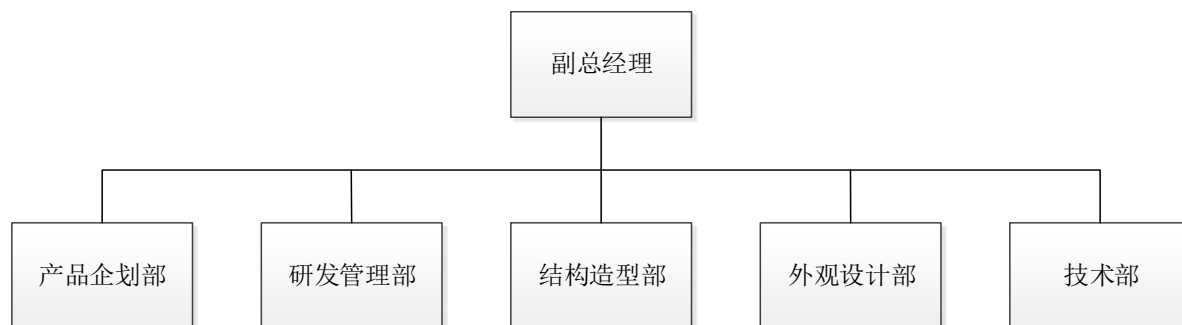 副总经理
产品企划部
研发管理部
结构造型部
外观设计部
技术部